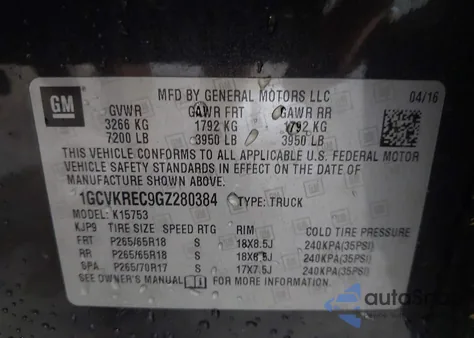 GM
MFD BY GENERAL MOTORS LLC 04/16
GVWR GAWR FRT GAWR RR
3266 KG 1792 KG 1792 KG
7200 LB 3950 LB 3950 LB
THIS VEHICLE CONFORMS TO ALL APPLICABLE U.S. FEDERAL MOTOR
VEHICLE SAFETY STANDARDS IN EFFECT ON THE DATE OF
MANUFACTURE SHOWN ABOVE.
1GCVKREC9GZ280384 TYPE: TRUCK
MODEL: K15753
KJP9 TIRE SIZE SPEED RTG RIM COLD TIRE PRESSURE
FRT P265/65R18 S 18X8.5J 240KPA(35PSI)
RR P265/65R18 S 18X8.5J 240KPA(35PSI)
SPA P265/70R17 S 17X7.5J 240KPA(35PSI)
SEE OWNER'S MANUAL FOR MORE INFORMATION.